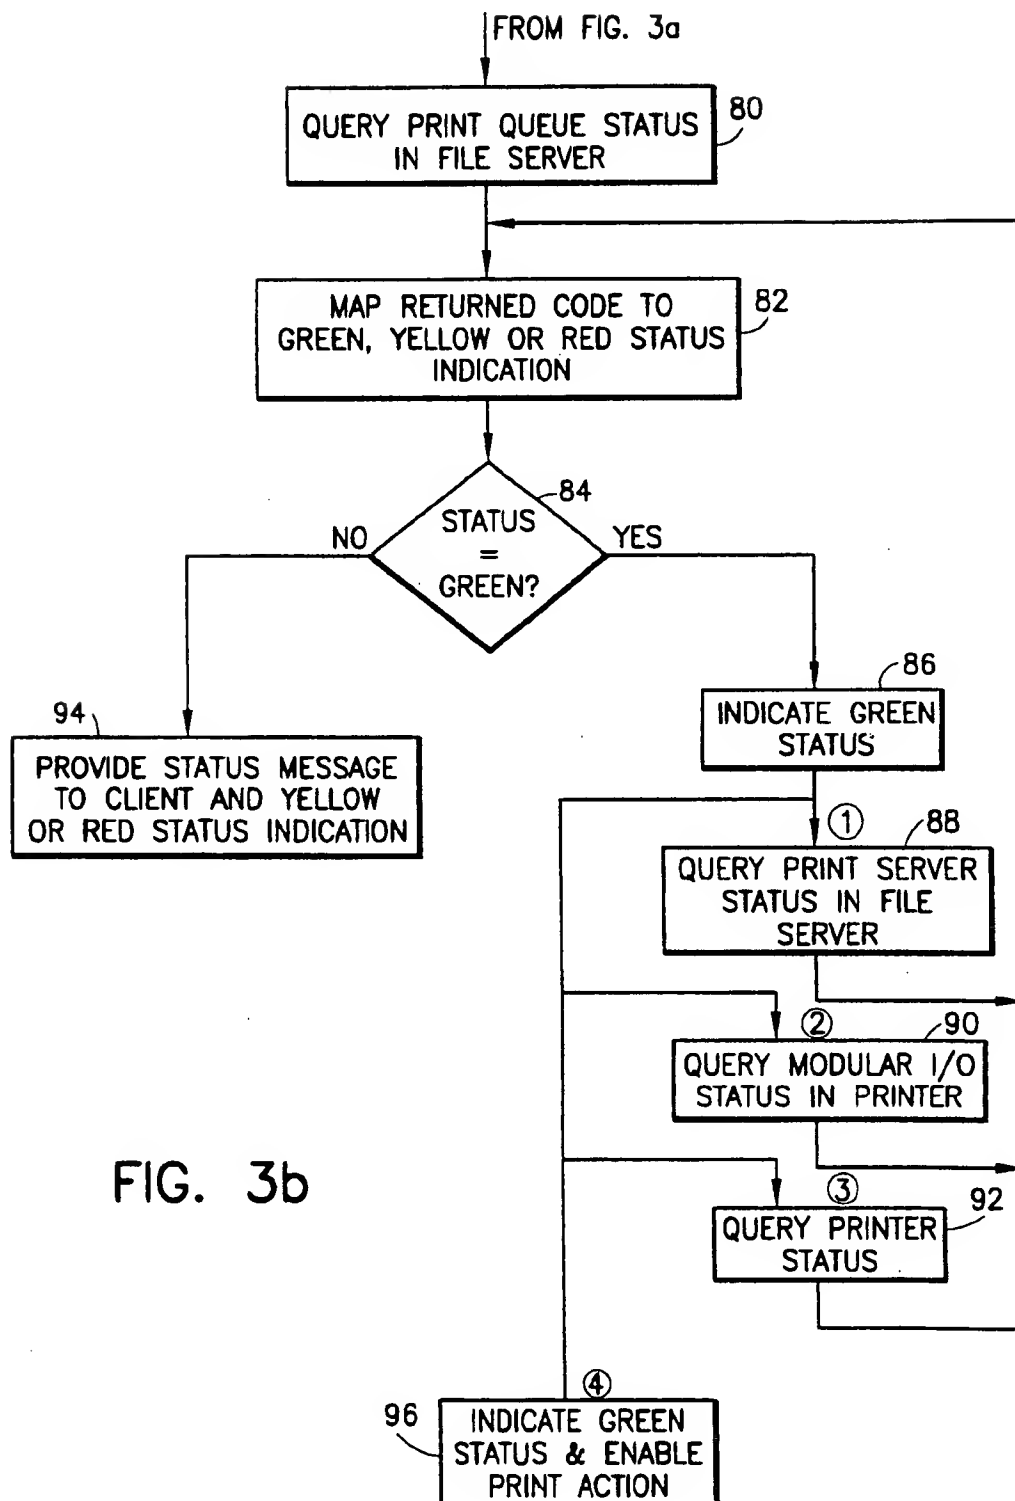 FROM FIG. 3a
QUERY PRINT QUEUE STATUS
IN FILE SERVER
80
MAP RETURNED CODE TO
GREEN, YELLOW OR RED STATUS
INDICATION
82
84
STATUS
=
GREEN?
NO
YES
86
INDICATE GREEN
STATUS
94
PROVIDE STATUS MESSAGE
TO CLIENT AND YELLOW
OR RED STATUS INDICATION
①
88
QUERY PRINT SERVER
STATUS IN FILE
SERVER
②
90
QUERY MODULAR I/O
STATUS IN PRINTER
③
92
QUERY PRINTER
STATUS
FIG. 3b
④
96
INDICATE GREEN
STATUS & ENABLE
PRINT ACTION